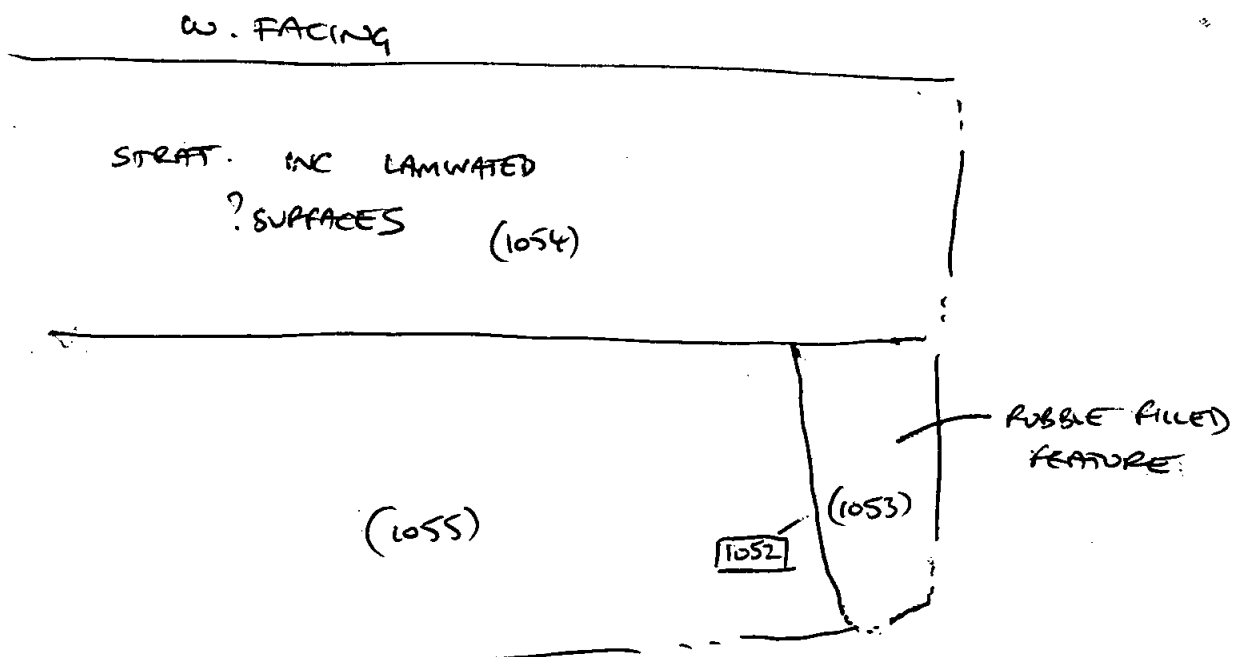 W. FACING
STRAT. INC LAMINATED
? SURFACES (1054)
RUBBLE FILLED
FEATURE
(1053)
(1055)
1052